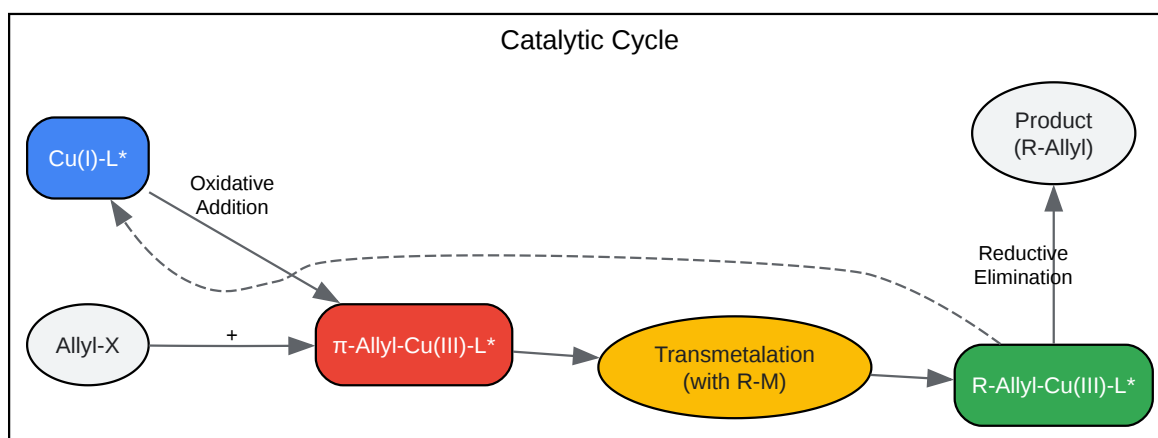 Catalytic Cycle
Cu(I)-L*
Oxidative
Addition
Product
(R-Allyl)
Reductive
Elimination
Allyl-X
+
π-Allyl-Cu(III)-L*
Transmetalation
(with R-M)
R-Allyl-Cu(III)-L*